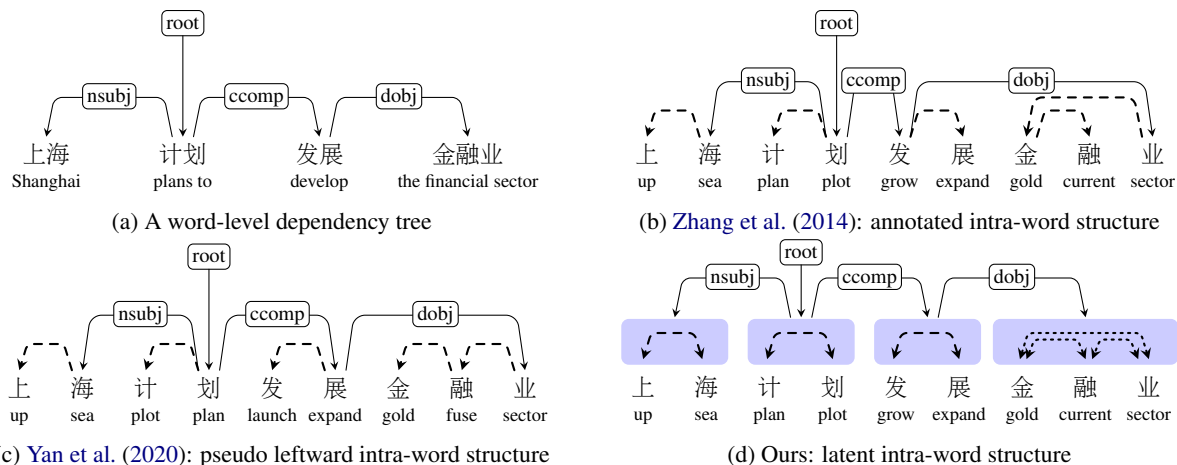 root
nsubj ccomp dobj
上海 计划 发展 金融业
Shanghai plans to develop the financial sector
(a) A word-level dependency tree
root
nsubj ccomp dobj
上 海 计 划 发 展 金 融 业
up sea plan plot grow expand gold current sector
(b) Zhang et al. (2014): annotated intra-word structure
root
nsubj ccomp dobj
上 海 计 划 发 展 金 融 业
up sea plot plan launch expand gold fuse sector
c) Yan et al. (2020): pseudo leftward intra-word structure
root
nsubj ccomp dobj
上 海 计 划 发 展 金 融 业
up sea plan plot grow expand gold current sector
(d) Ours: latent intra-word structure